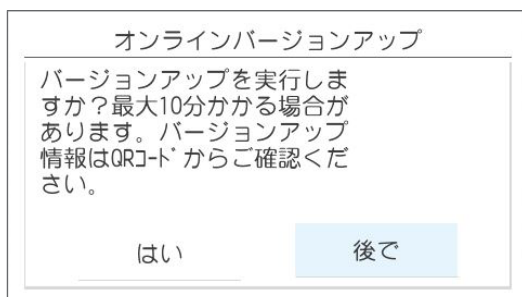 オンラインバージョンアップ
バージョンアップを実行しま
すか？最大10分かかる場合が
あります。バージョンアップ
情報はQRｺｰﾄﾞからご確認くだ
さい。
はい
後で